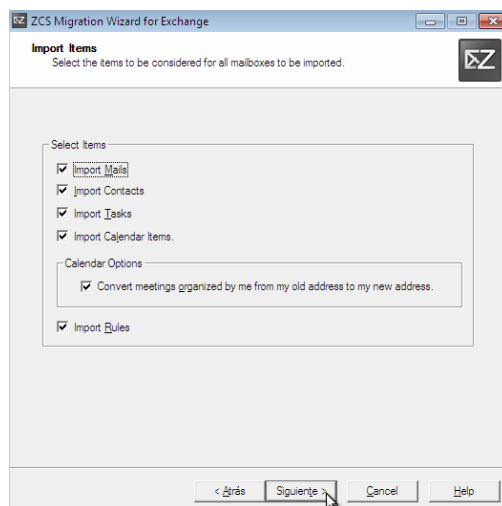 ZCS Migration Wizard for Exchange
Import Items
Select the items to be considered for all mailboxes to be imported.
Select Items
Import Mails
Import Contacts
Import Tasks
Import Calendar Items.
Calendar Options
Convert meetings organized by me from my old address to my new address.
Import Rules
< Atrás Siguiente > Cancel Help